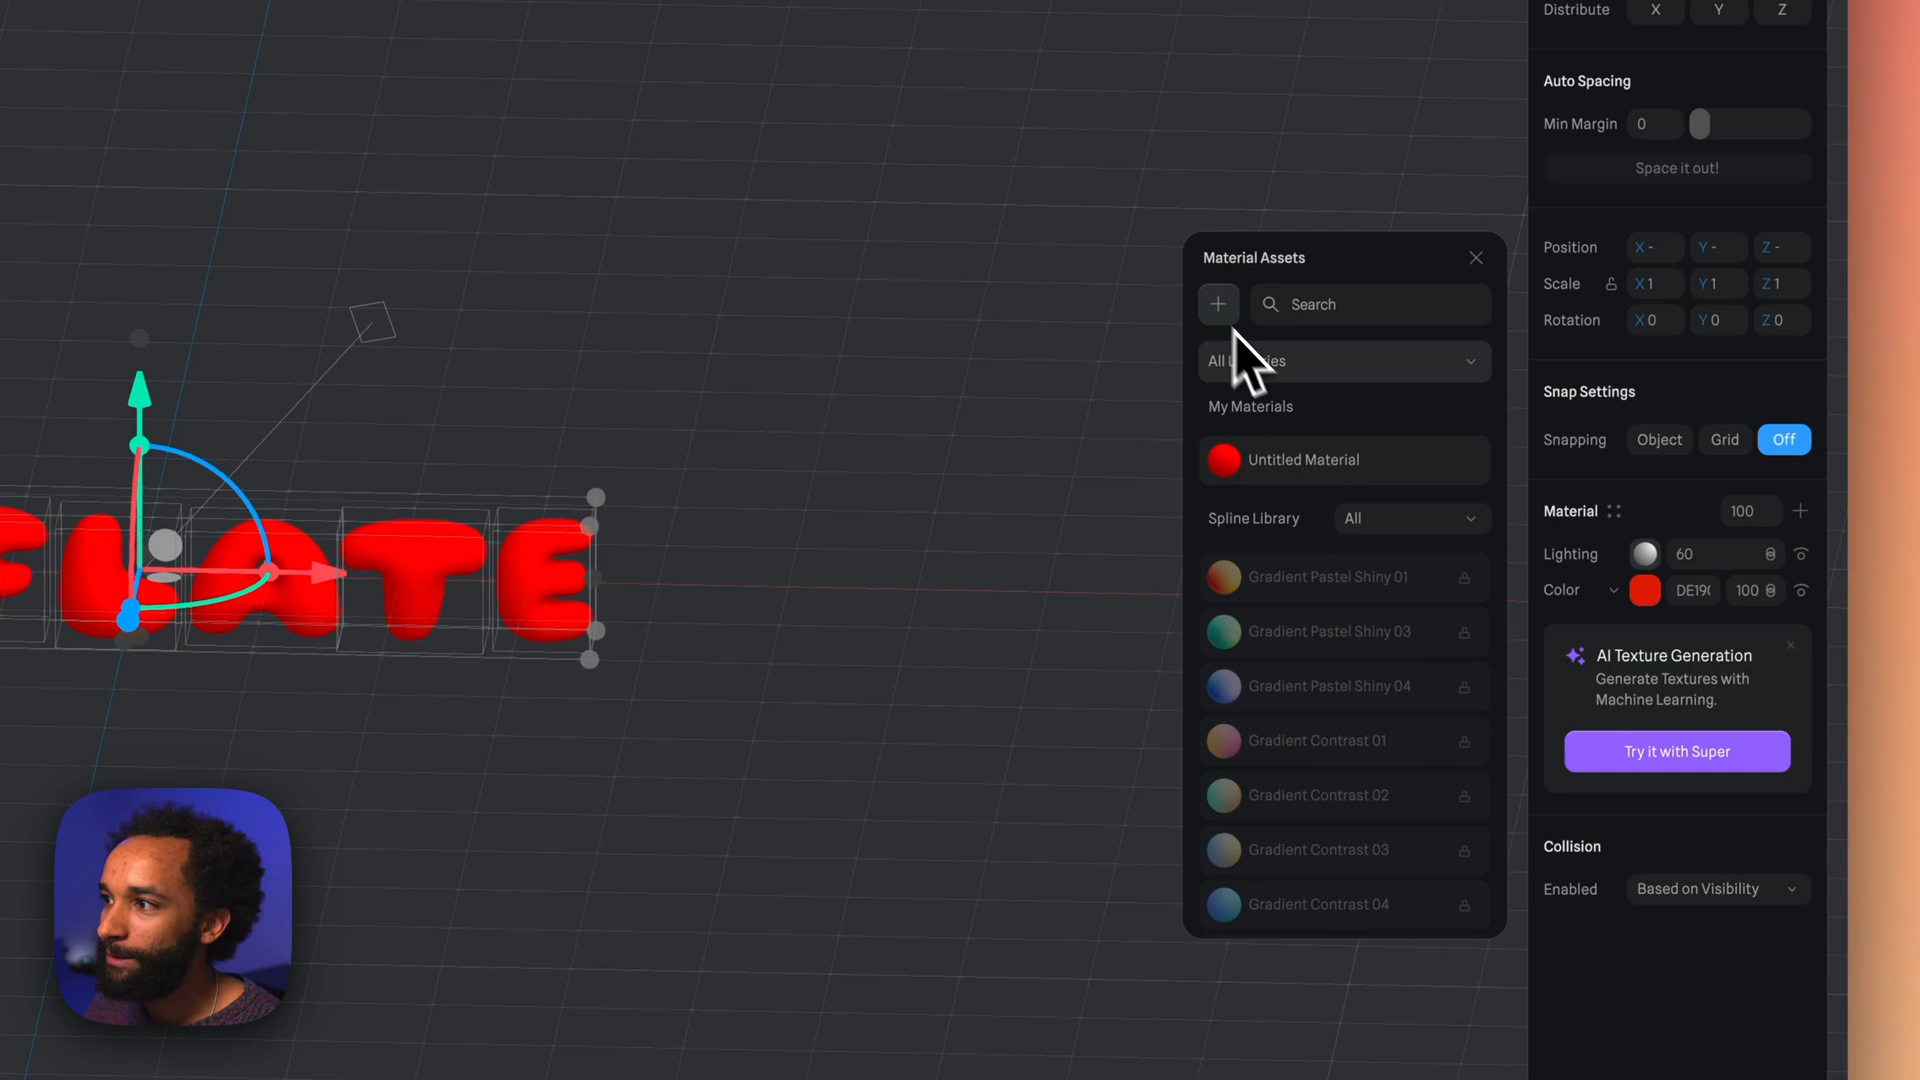 Distribute X Y Z
Auto Spacing
Min Margin 0
Space it out!
Position X - Y - Z -
Scale X 1 Y 1 Z 1
Rotation X 0 Y 0 Z 0
Snap Settings
Snapping Object Grid Off
Material 100
Lighting 60
Color DE19 100
AI Texture Generation
Generate Textures with
Machine Learning.
Try it with Super
Collision
Enabled Based on Visibility
Material Assets
Search
All
My Materials
Untitled Material
Spline Library All
Gradient Pastel Shiny 01
Gradient Pastel Shiny 03
Gradient Pastel Shiny 04
Gradient Contrast 01
Gradient Contrast 02
Gradient Contrast 03
Gradient Contrast 04
FLATE